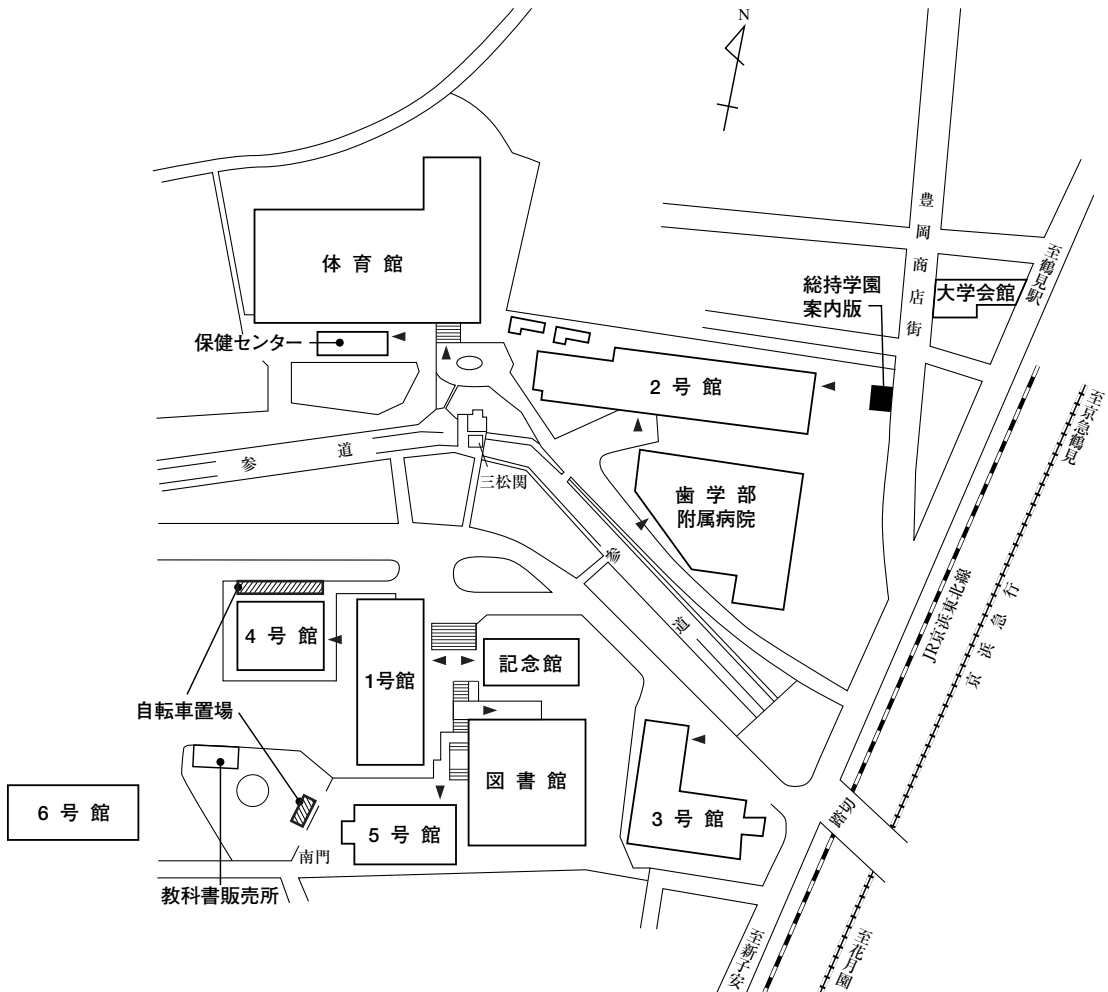 N
豊岡商店街
至鶴見駅
体育館
総持学園
案内版
大学会館
保健センター
2号館
至京急鶴見
参道
三松関
歯学部
附属病院
参道
JR京浜東北線
京浜急行
4号館
1号館
記念館
自転車置場
図書館
6号館
5号館
3号館
踏切
南門
教科書販売所
至新子安
至花月園